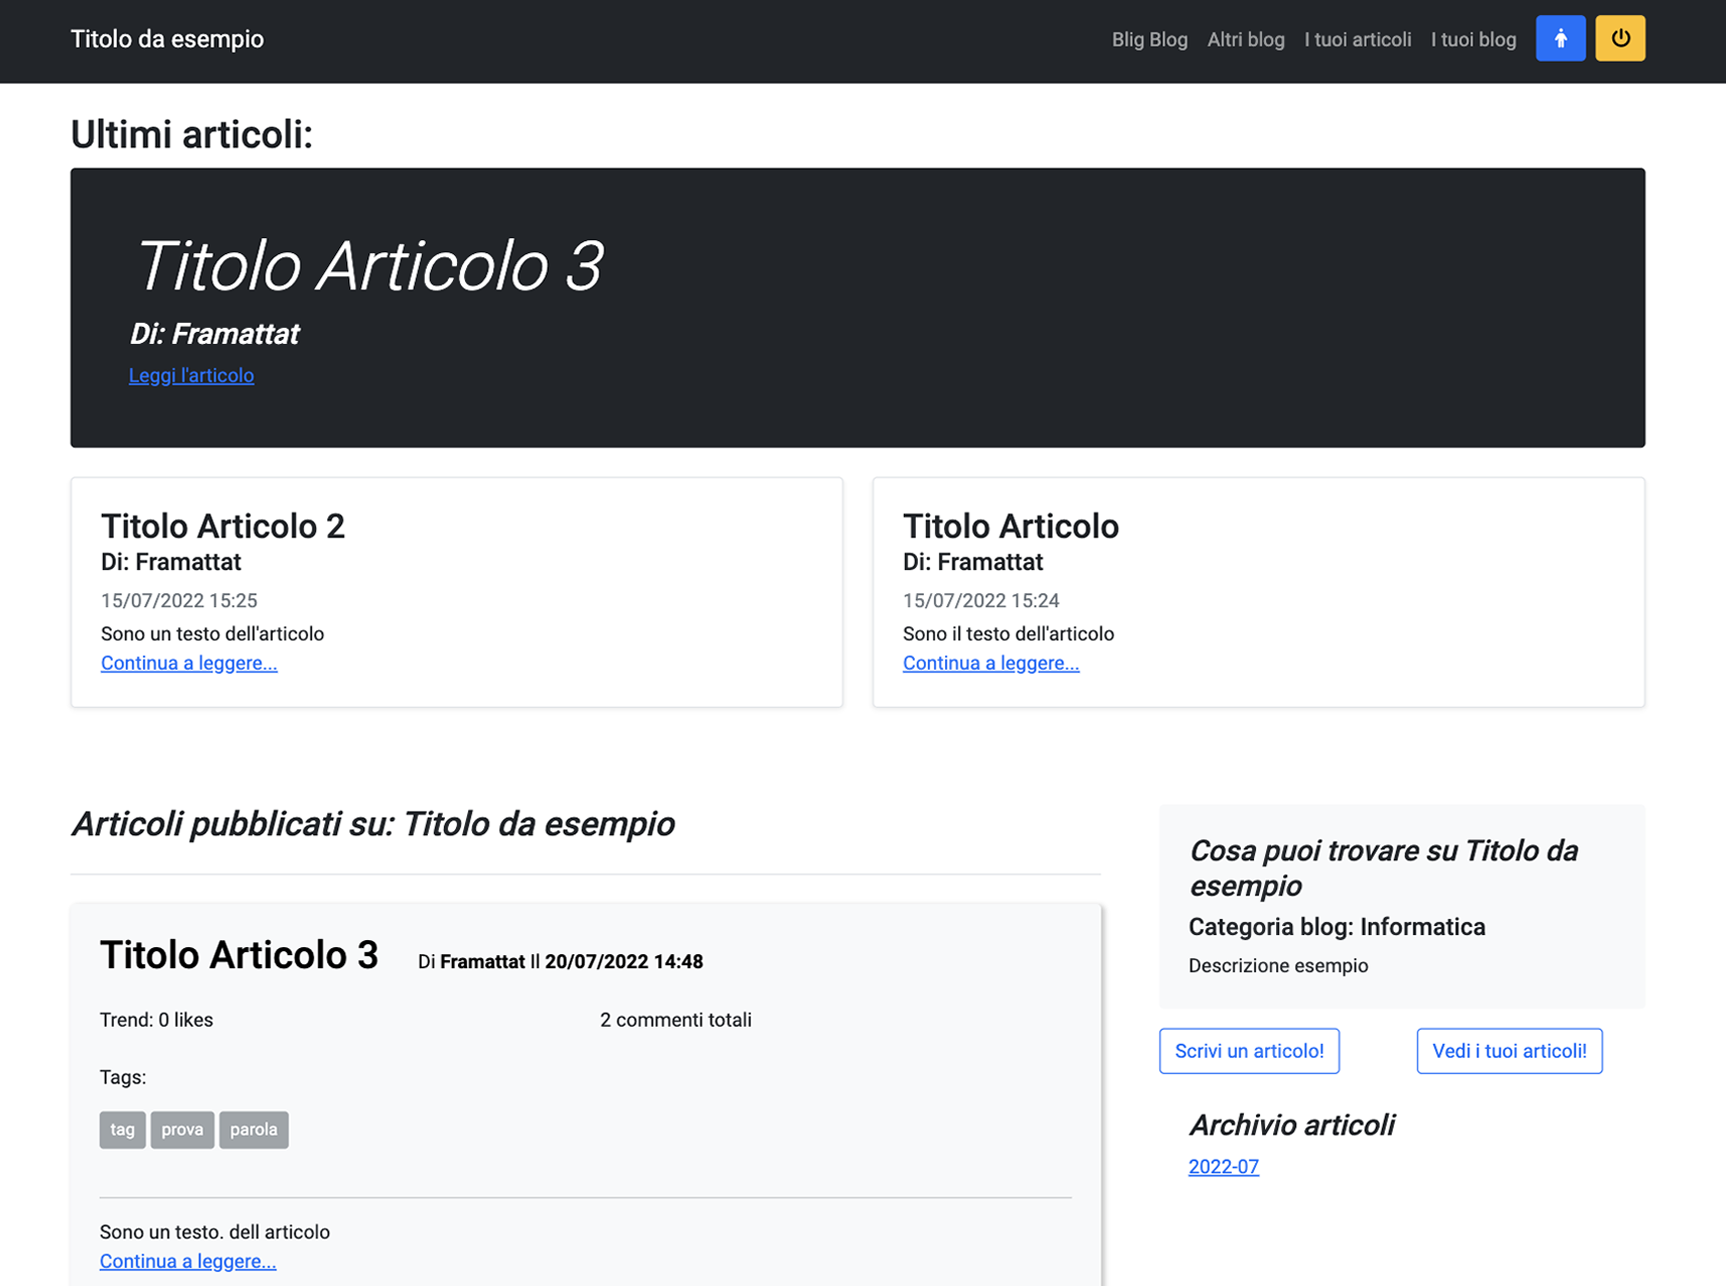 Titolo da esempio
Blig Blog Altri blog I tuoi articoli I tuoi blog
Ultimi articoli:
Titolo Articolo 3
Di: Framattat
Leggi l'articolo
Titolo Articolo 2
Di: Framattat
15/07/2022 15:25
Sono un testo dell'articolo
Continua a leggere...
Titolo Articolo
Di: Framattat
15/07/2022 15:24
Sono il testo dell'articolo
Continua a leggere...
Articoli pubblicati su: Titolo da esempio
Titolo Articolo 3 Di Framattat Il 20/07/2022 14:48
Trend: 0 likes 2 commenti totali
Tags:
tag prova parola
Sono un testo. dell articolo
Continua a leggere...
Cosa puoi trovare su Titolo da
esempio
Categoria blog: Informatica
Descrizione esempio
Scrivi un articolo! Vedi i tuoi articoli!
Archivio articoli
2022-07